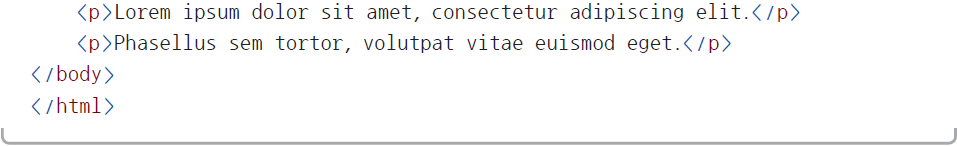 <p>Lorem ipsum dolor sit amet, consectetur adipiscing elit.</p>
<p>Phasellus sem tortor, volutpat vitae euismod eget.</p>
</body>
</html>